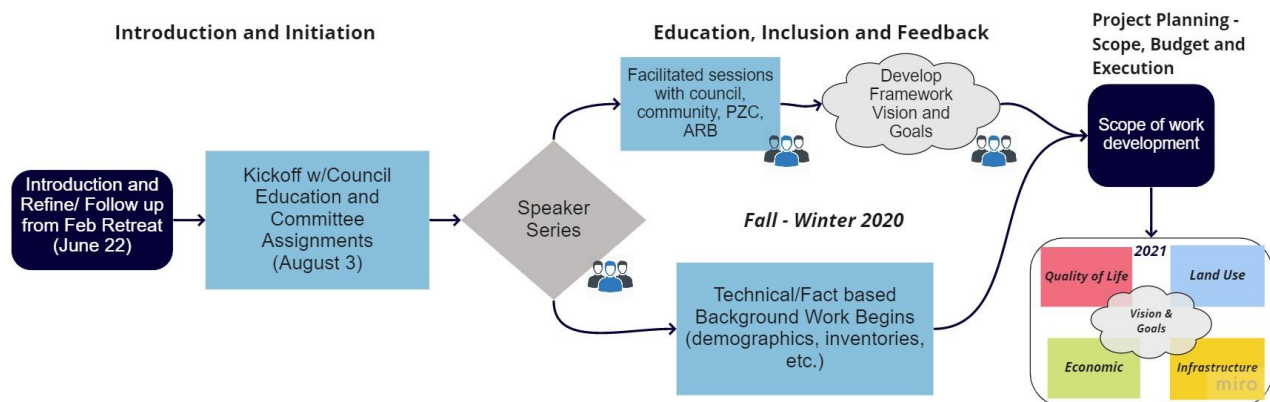 Introduction and Initiation
Education, Inclusion and Feedback
Project Planning -
Scope, Budget and
Execution
Introduction and
Refine/ Follow up
from Feb Retreat
(June 22)
Kickoff w/Council
Education and
Committee
Assignments
(August 3)
Speaker
Series
Facilitated sessions
with council,
community, PZC,
ARB
Develop
Framework
Vision and
Goals
Fall - Winter 2020
Technical/Fact based
Background Work Begins
(demographics, inventories,
etc.)
Scope of work
development
2021
Quality of Life
Land Use
Vision &
Goals
Economic
Infrastructure
miro